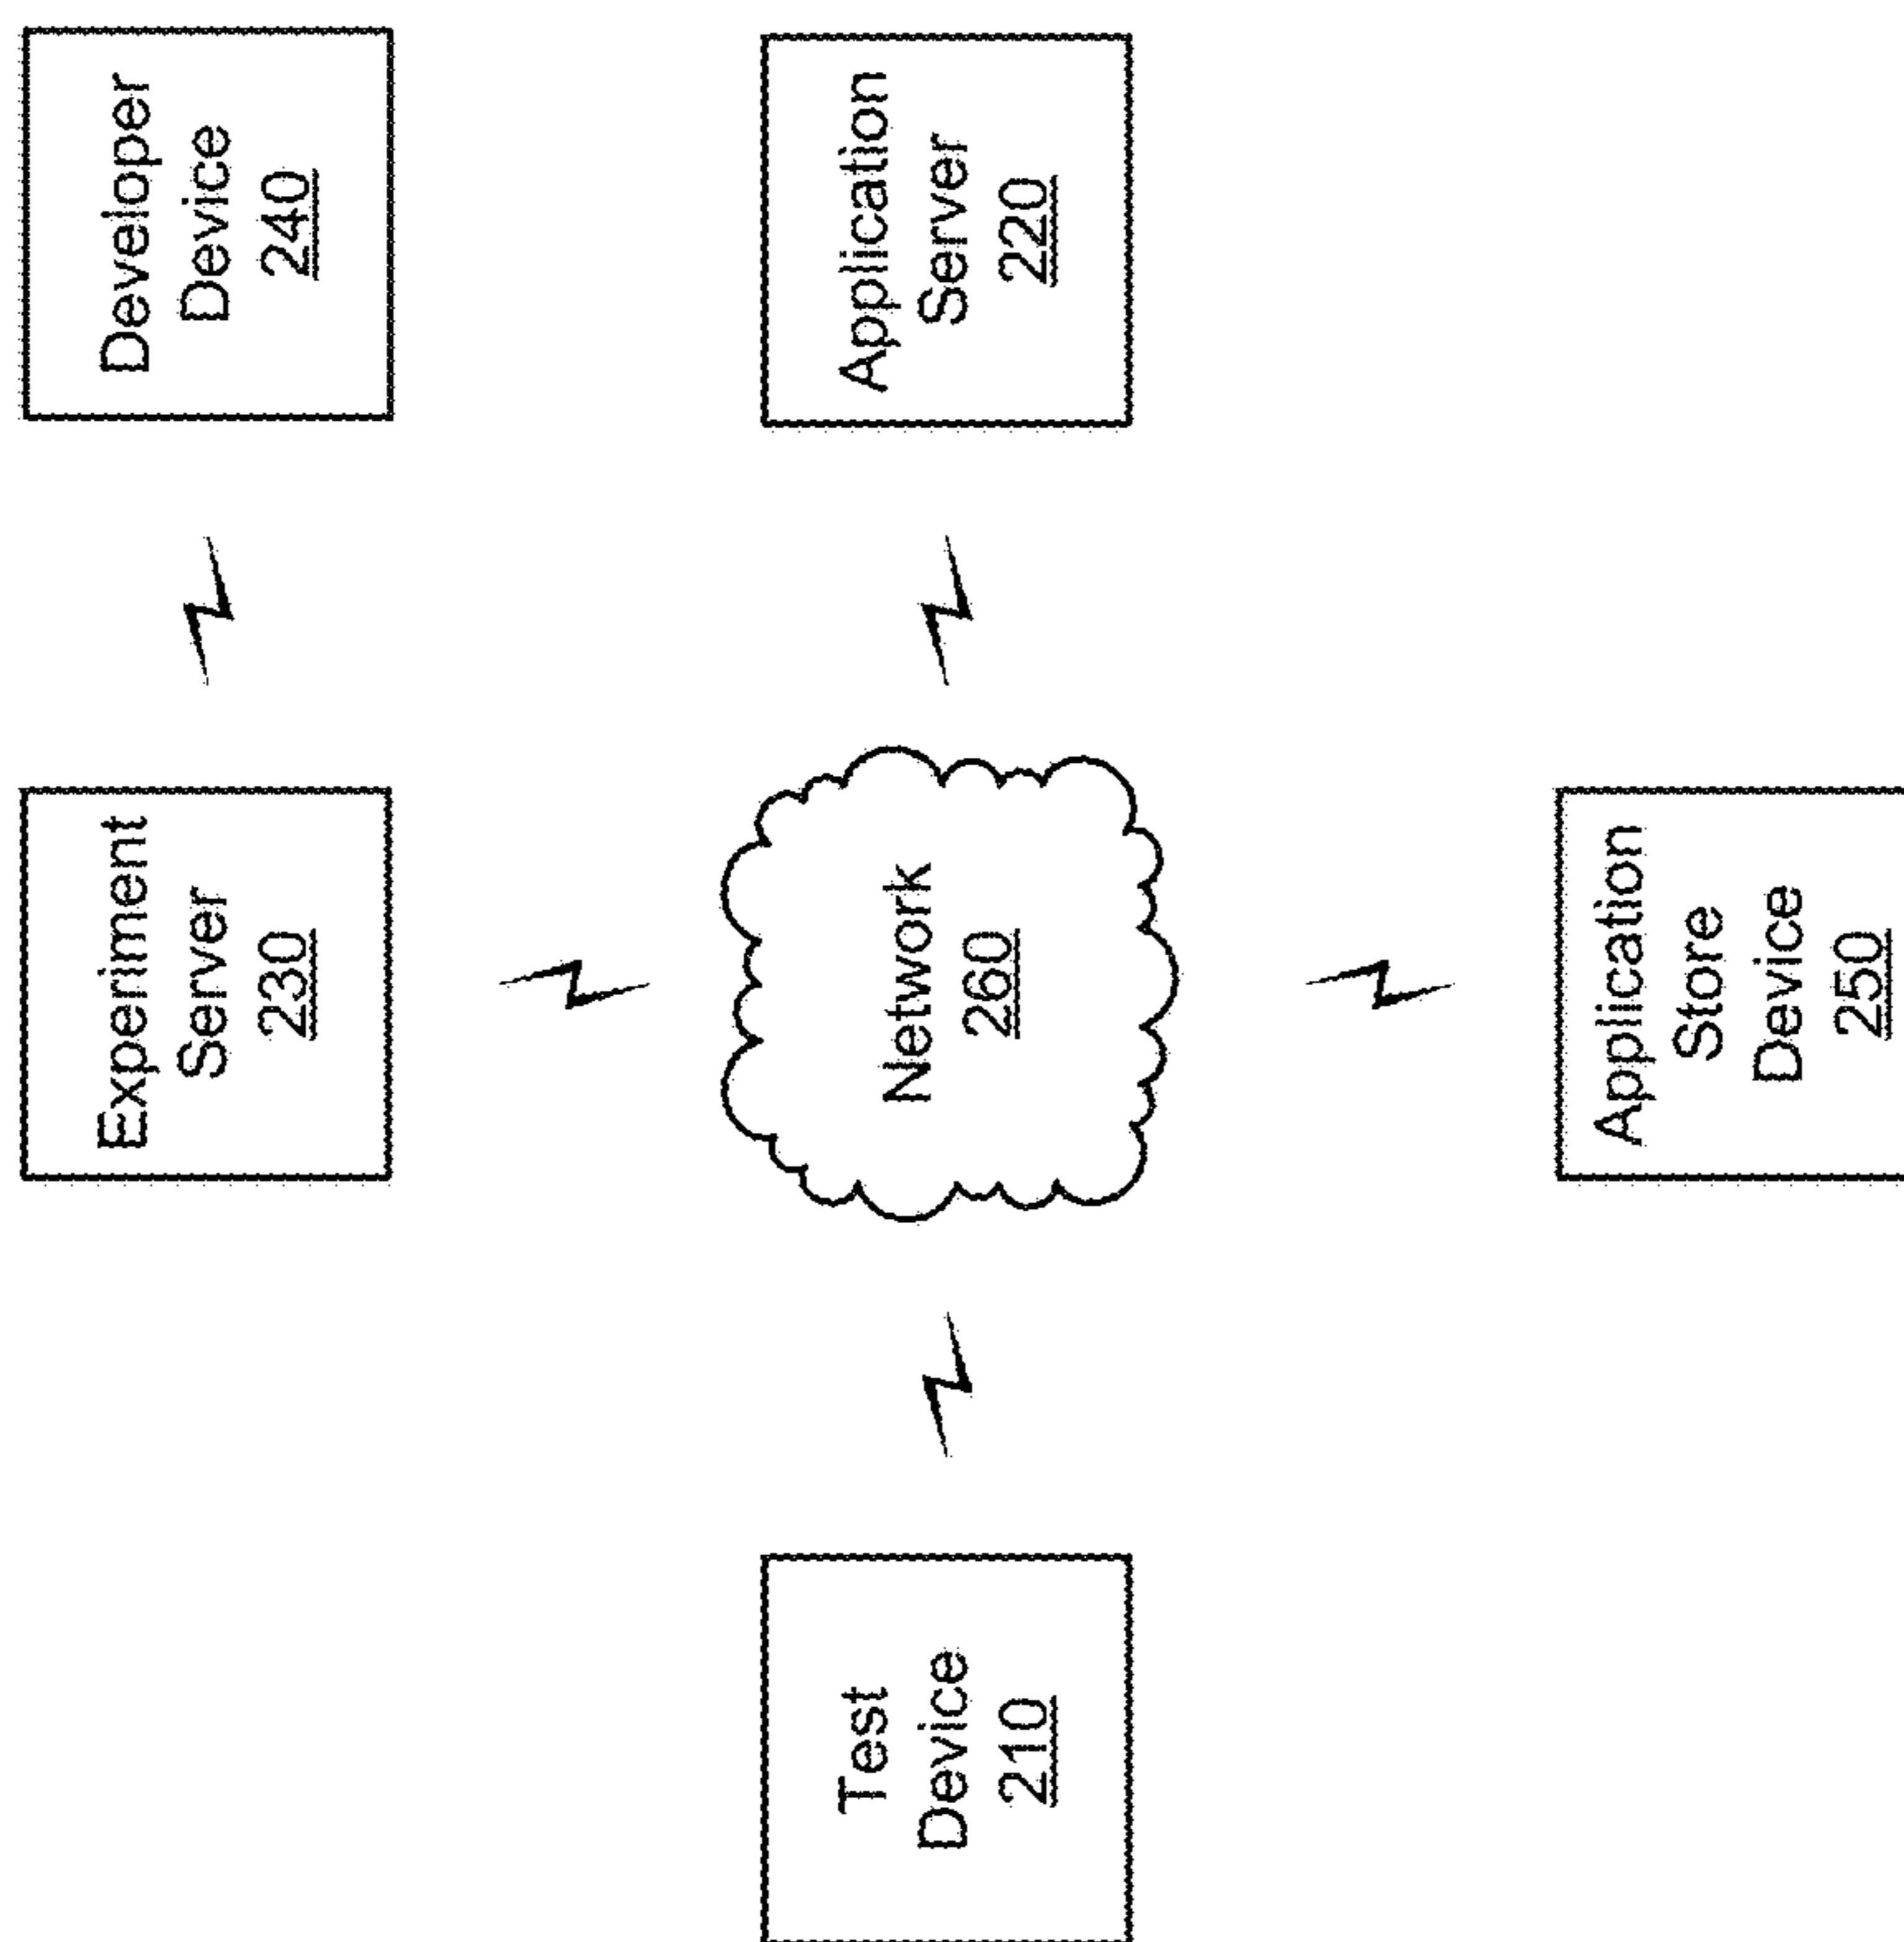 Experiment
Server
230
Developer
Device
240
Test
Device
210
Network
260
Application
Server
220
Application
Store
Device
250